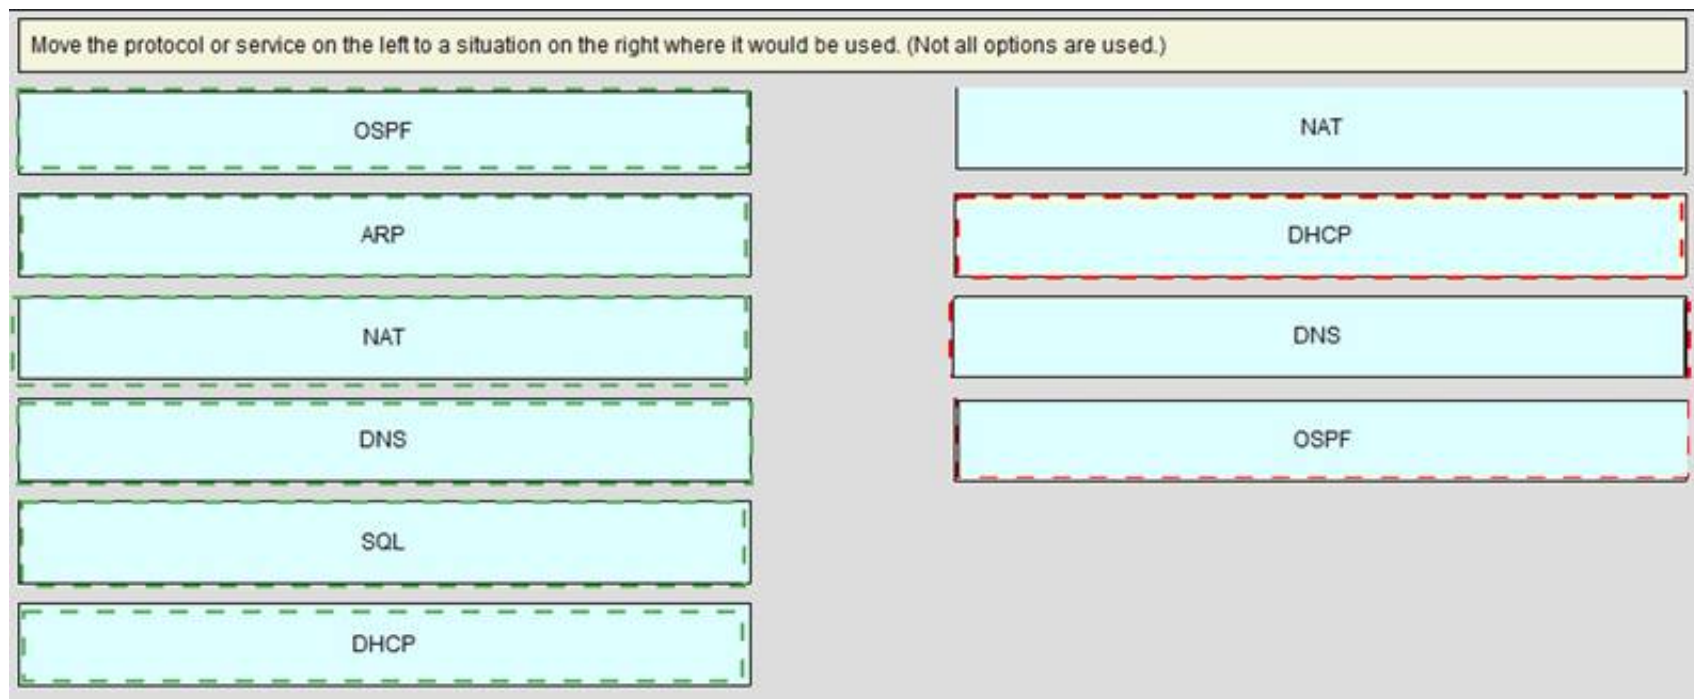 Move the protocol or service on the left to a situation on the right where it would be used. (Not all options are used.)
OSPF
ARP
NAT
DNS
SQL
DHCP
NAT
DHCP
DNS
OSPF